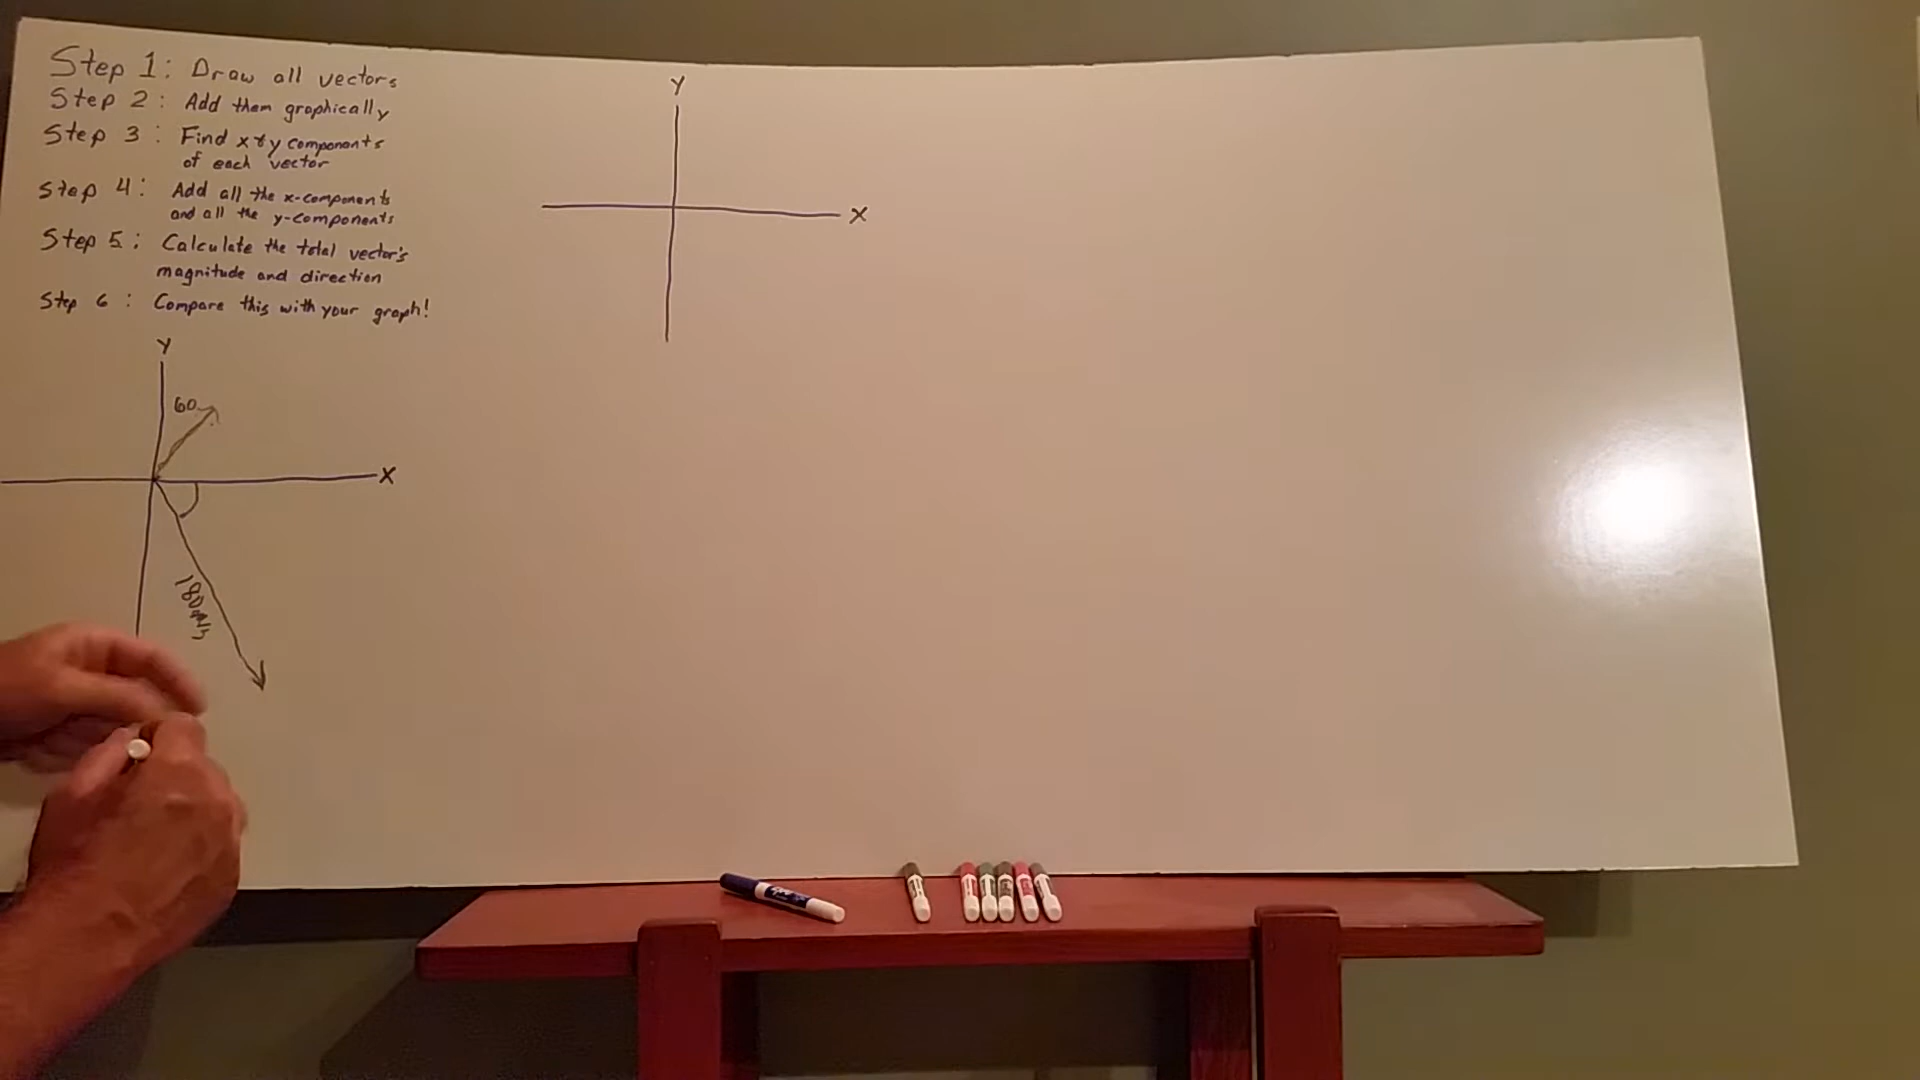 Step 1: Draw all vectors
Step 2: Add them graphically
Step 3: Find x & y components
of each vector
Step 4: Add all the x-components
and all the y-components
Step 5: Calculate the total vector's
magnitude and direction
Step 6: Compare this with your graph!
Y
X
Y
60
X
180m/s